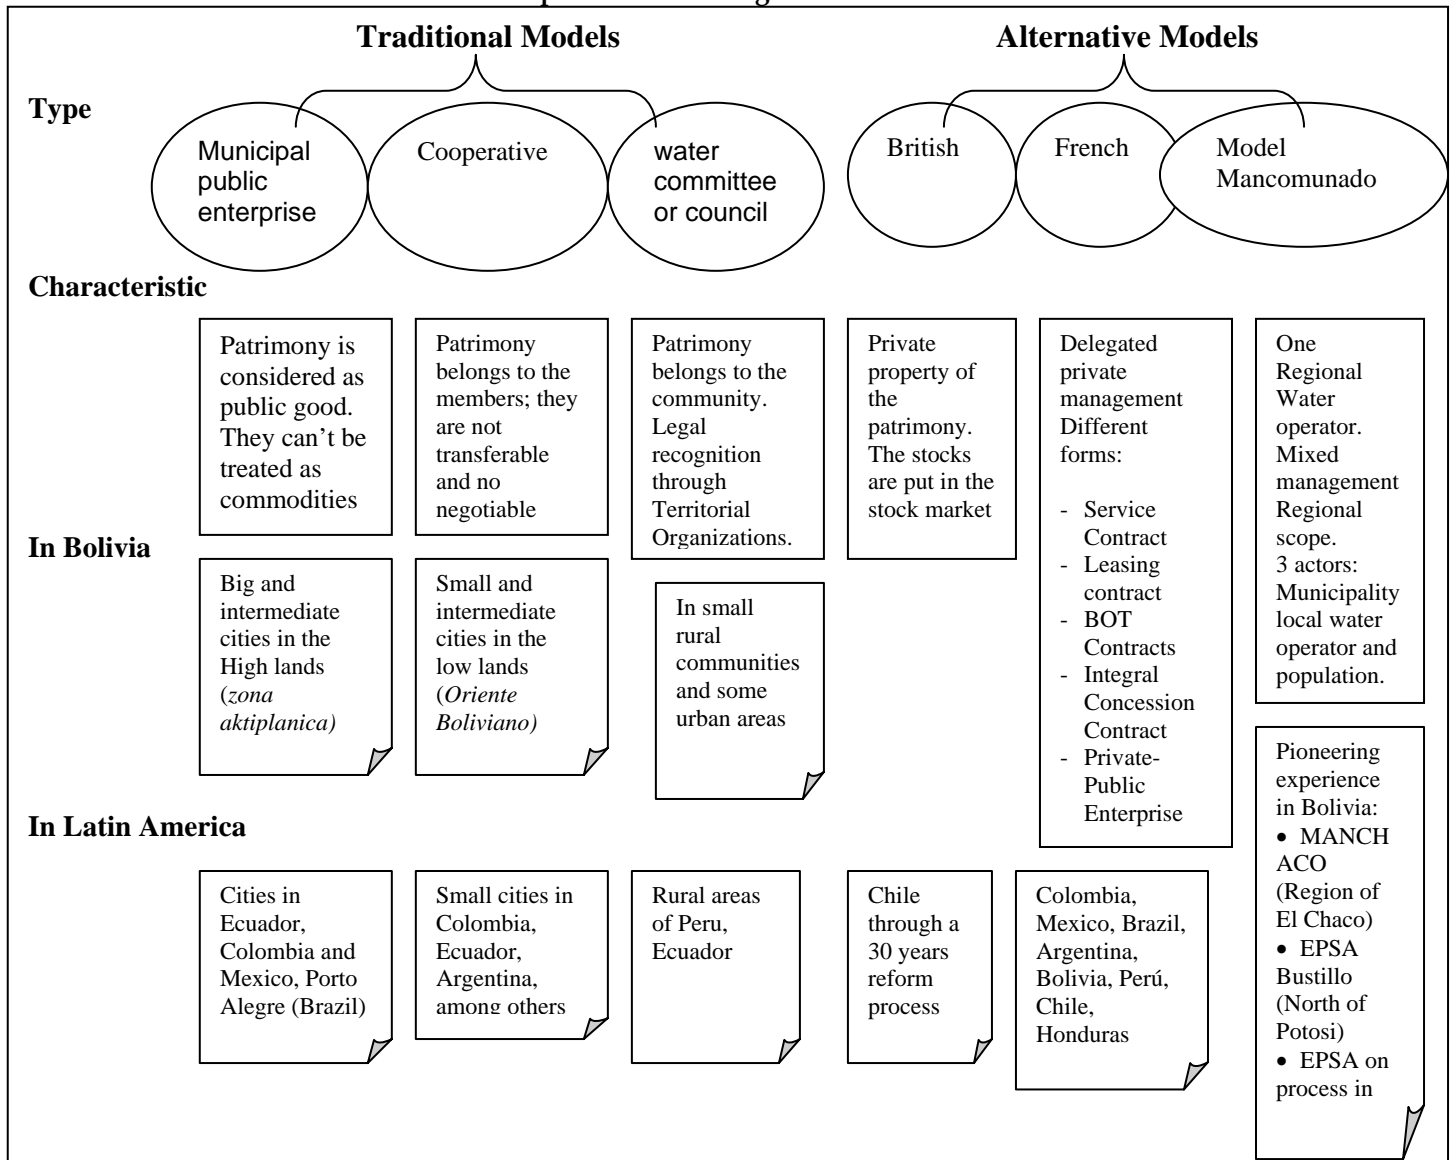 Traditional Models
Alternative Models
Type
Municipal
public
enterprise
Cooperative
water
committee
or council
British
French
Model
Mancomunado
Characteristic
Patrimony is
considered as
public good.
They can't be
treated as
commodities
Patrimony
belongs to the
members; they
are not
transferable
and no
negotiable
Patrimony
belongs to the
community.
Legal
recognition
through
Territorial
Organizations.
Private
property of
the
patrimony.
The stocks
are put in the
stock market
Delegated
private
management
Different
forms:
- Service
Contract
- Leasing
contract
- BOT
Contracts
- Integral
Concession
Contract
- Private-
Public
Enterprise
One
Regional
Water
operator.
Mixed
management
Regional
scope.
3 actors:
Municipality
local water
operator and
population.
In Bolivia
Big and
intermediate
cities in the
High lands
(zona
aktiplanica)
Small and
intermediate
cities in the
low lands
(Oriente
Boliviano)
In small
rural
communities
and some
urban areas
Pioneering
experience
in Bolivia:
• MANCH
ACO
(Region of
El Chaco)
• EPSA
Bustillo
(North of
Potosi)
• EPSA on
process in
In Latin America
Cities in
Ecuador,
Colombia and
Mexico, Porto
Alegre (Brazil)
Small cities in
Colombia,
Ecuador,
Argentina,
among others
Rural areas
of Peru,
Ecuador
Chile
through a
30 years
reform
process
Colombia,
Mexico, Brazil,
Argentina,
Bolivia, Perú,
Chile,
Honduras